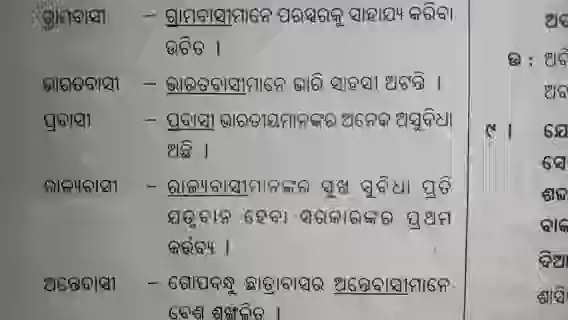 ଗ୍ରାମବାସୀ – ଗ୍ରାମବାସୀମାନେ ପରସ୍ପରକୁ ସାହାଯ୍ୟ କରିବା
ଉଚିତ ।
ଭାରତବାସୀ – ଭାରତବାସୀମାନେ ଭାରି ସାହସୀ ଅଟନ୍ତି ।
ପ୍ରବାସୀ – ପ୍ରବାସୀ ଭାରତୀୟମାନଙ୍କର ଅନେକ ଅସୁବିଧା
ଅଛି ।
ରାଜ୍ୟବାସୀ – ରାଜ୍ୟବାସୀମାନଙ୍କର ସୁଖ ସୁବିଧା ପ୍ରତି
ଯତ୍ନବାନ ହେବା ସରକାରଙ୍କର ପ୍ରଥମ
କର୍ତ୍ତବ୍ୟ ।
ଅନ୍ତେବାସୀ – ଗୋପବନ୍ଧୁ ଛାତ୍ରାବାସର ଅନ୍ତେବାସୀମାନେ
ବେଶ୍ ଶୃଙ୍ଖଳିତ ।
ଉ :
୯ ।